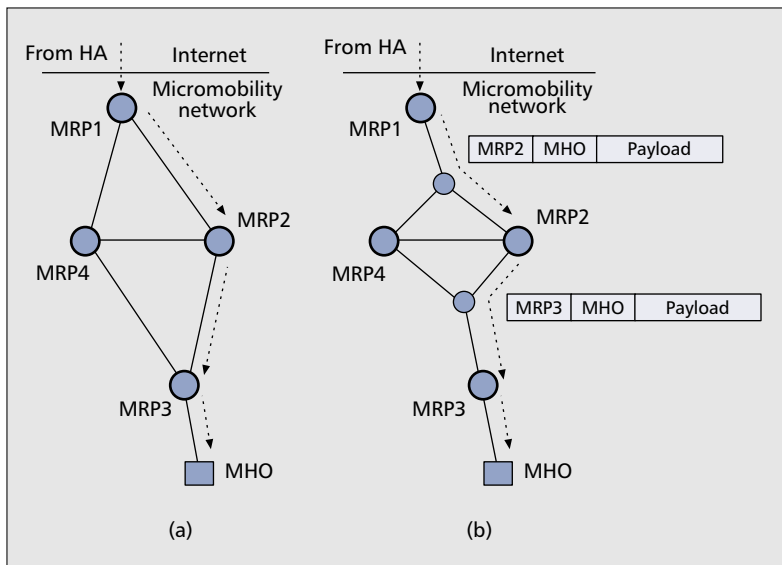 From HA
Internet
Micromobility
network
MRP1
MRP2
MRP4
MRP3
MHO
(a)
From HA
Internet
Micromobility
network
MRP1
MRP2 MHO Payload
MRP2
MRP4
MRP3 MHO Payload
MRP3
MHO
(b)